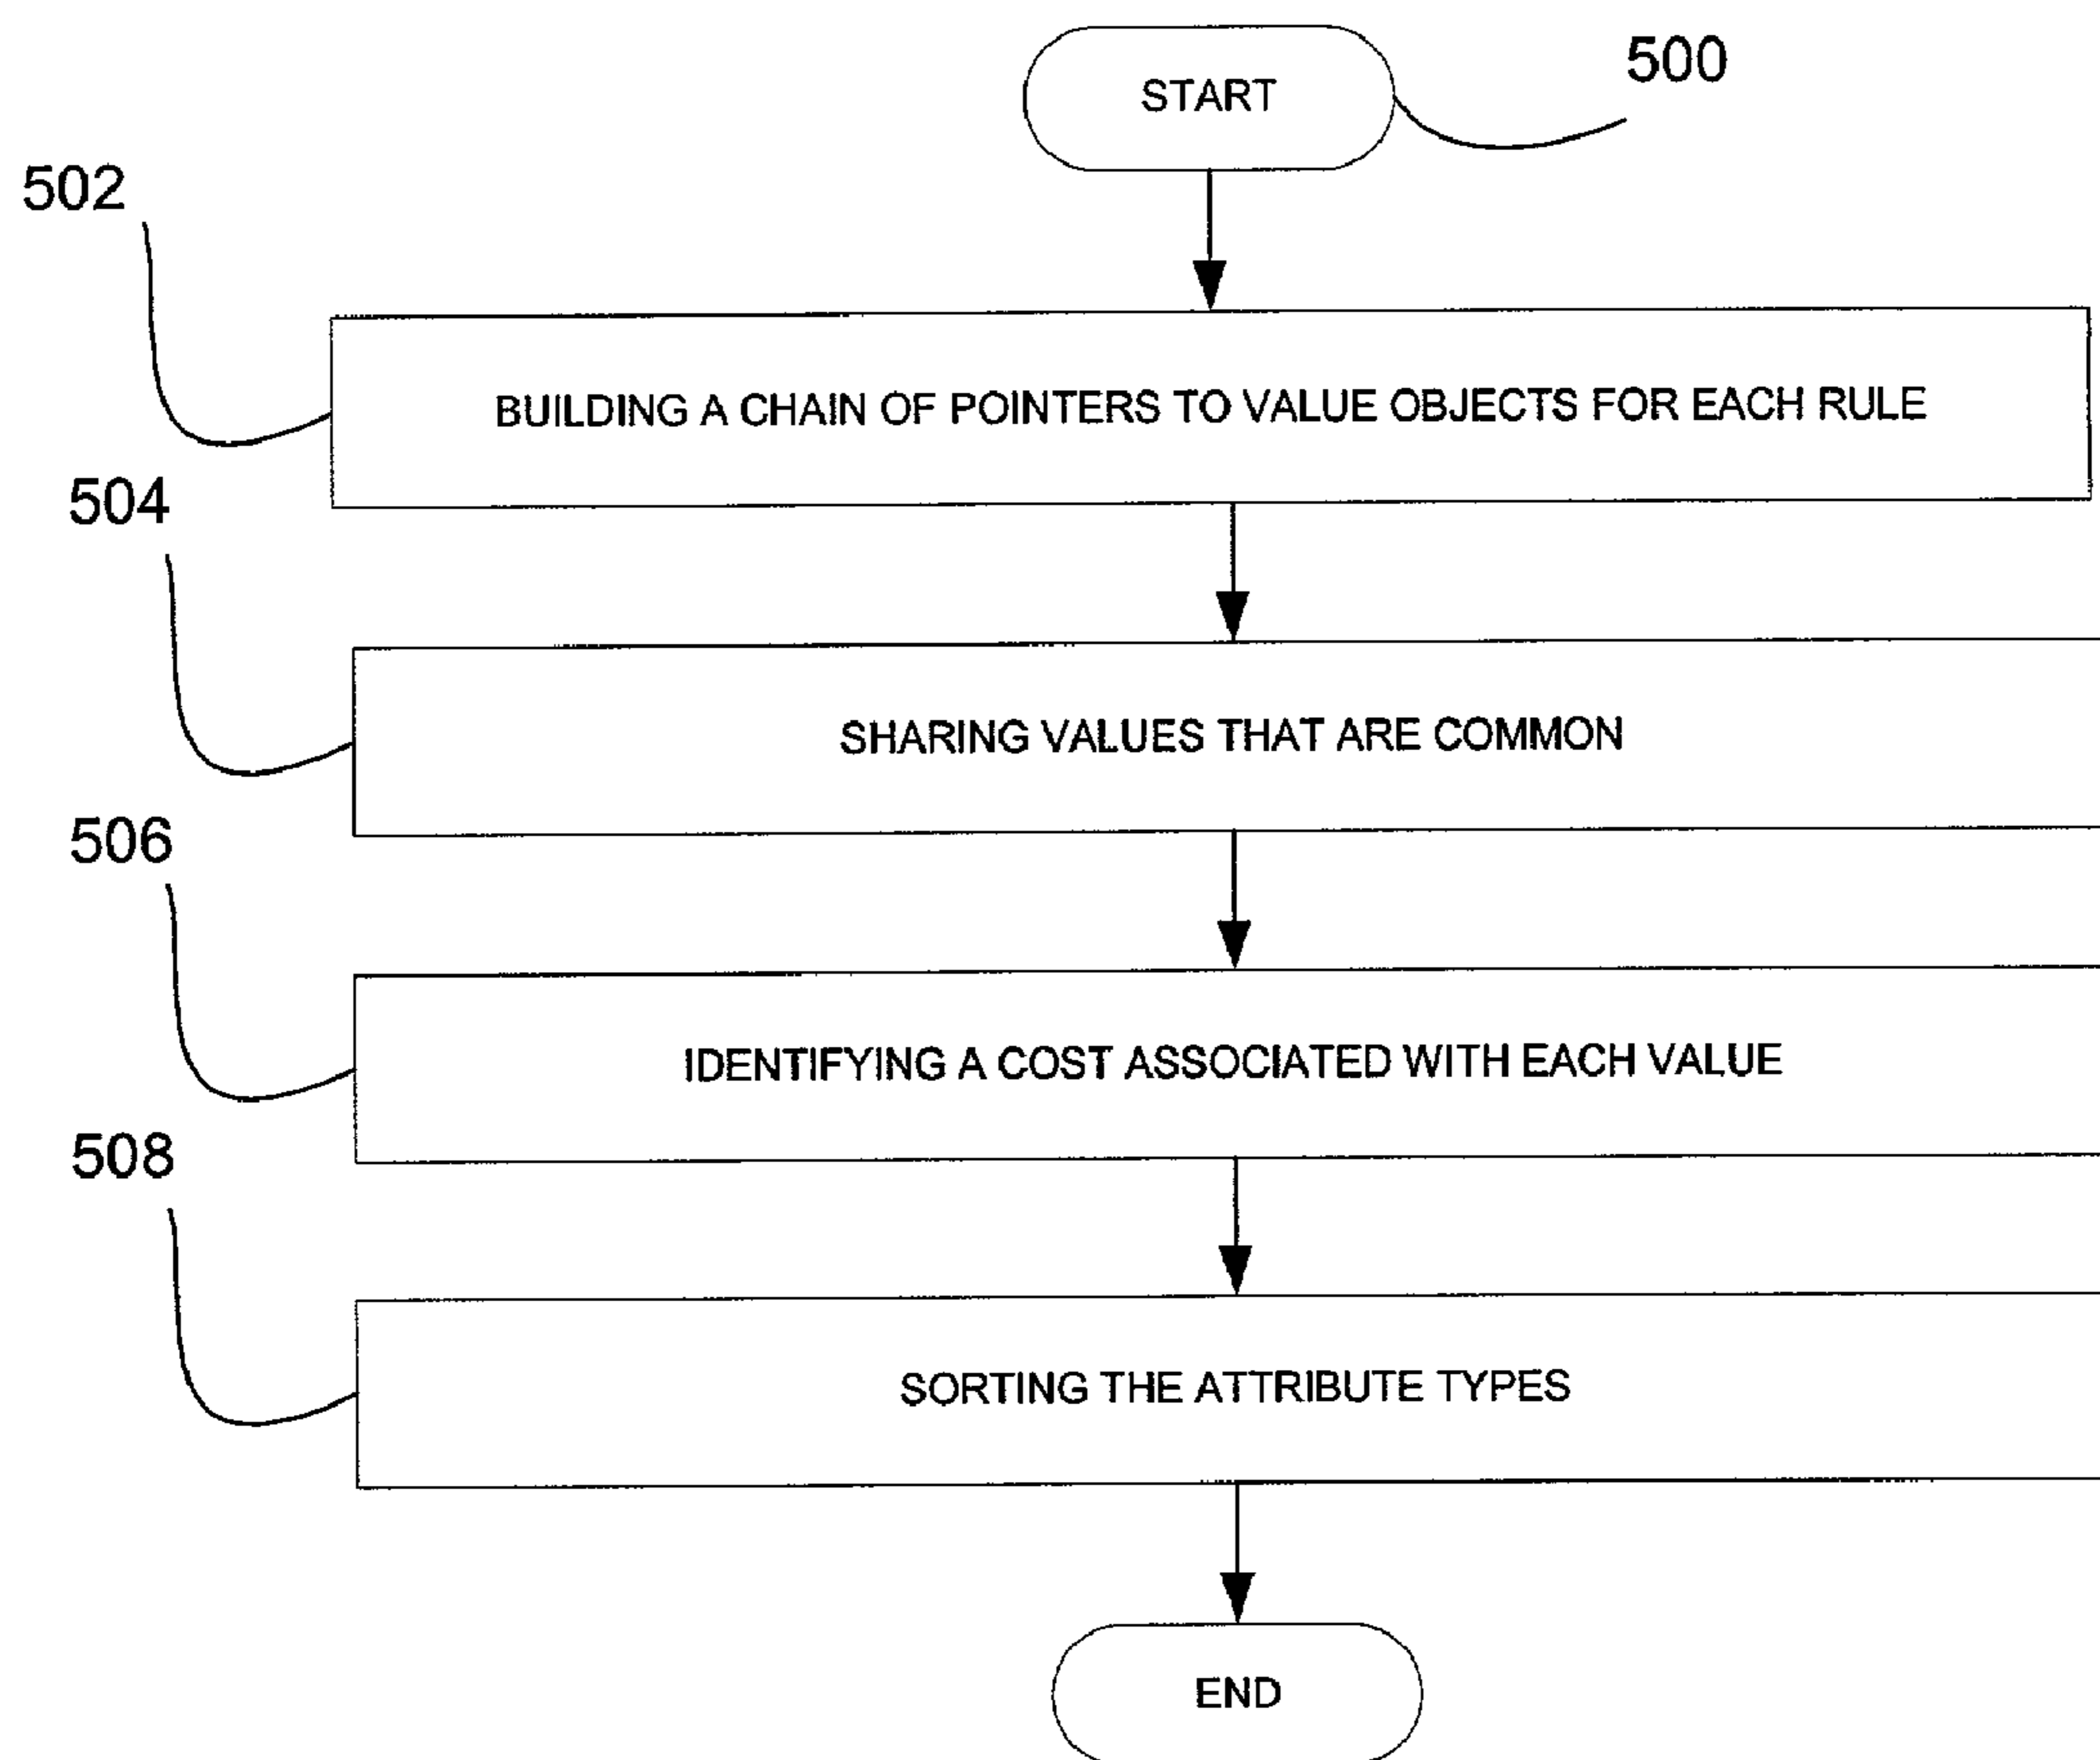 START
500
502
BUILDING A CHAIN OF POINTERS TO VALUE OBJECTS FOR EACH RULE
504
SHARING VALUES THAT ARE COMMON
506
IDENTIFYING A COST ASSOCIATED WITH EACH VALUE
508
SORTING THE ATTRIBUTE TYPES
END